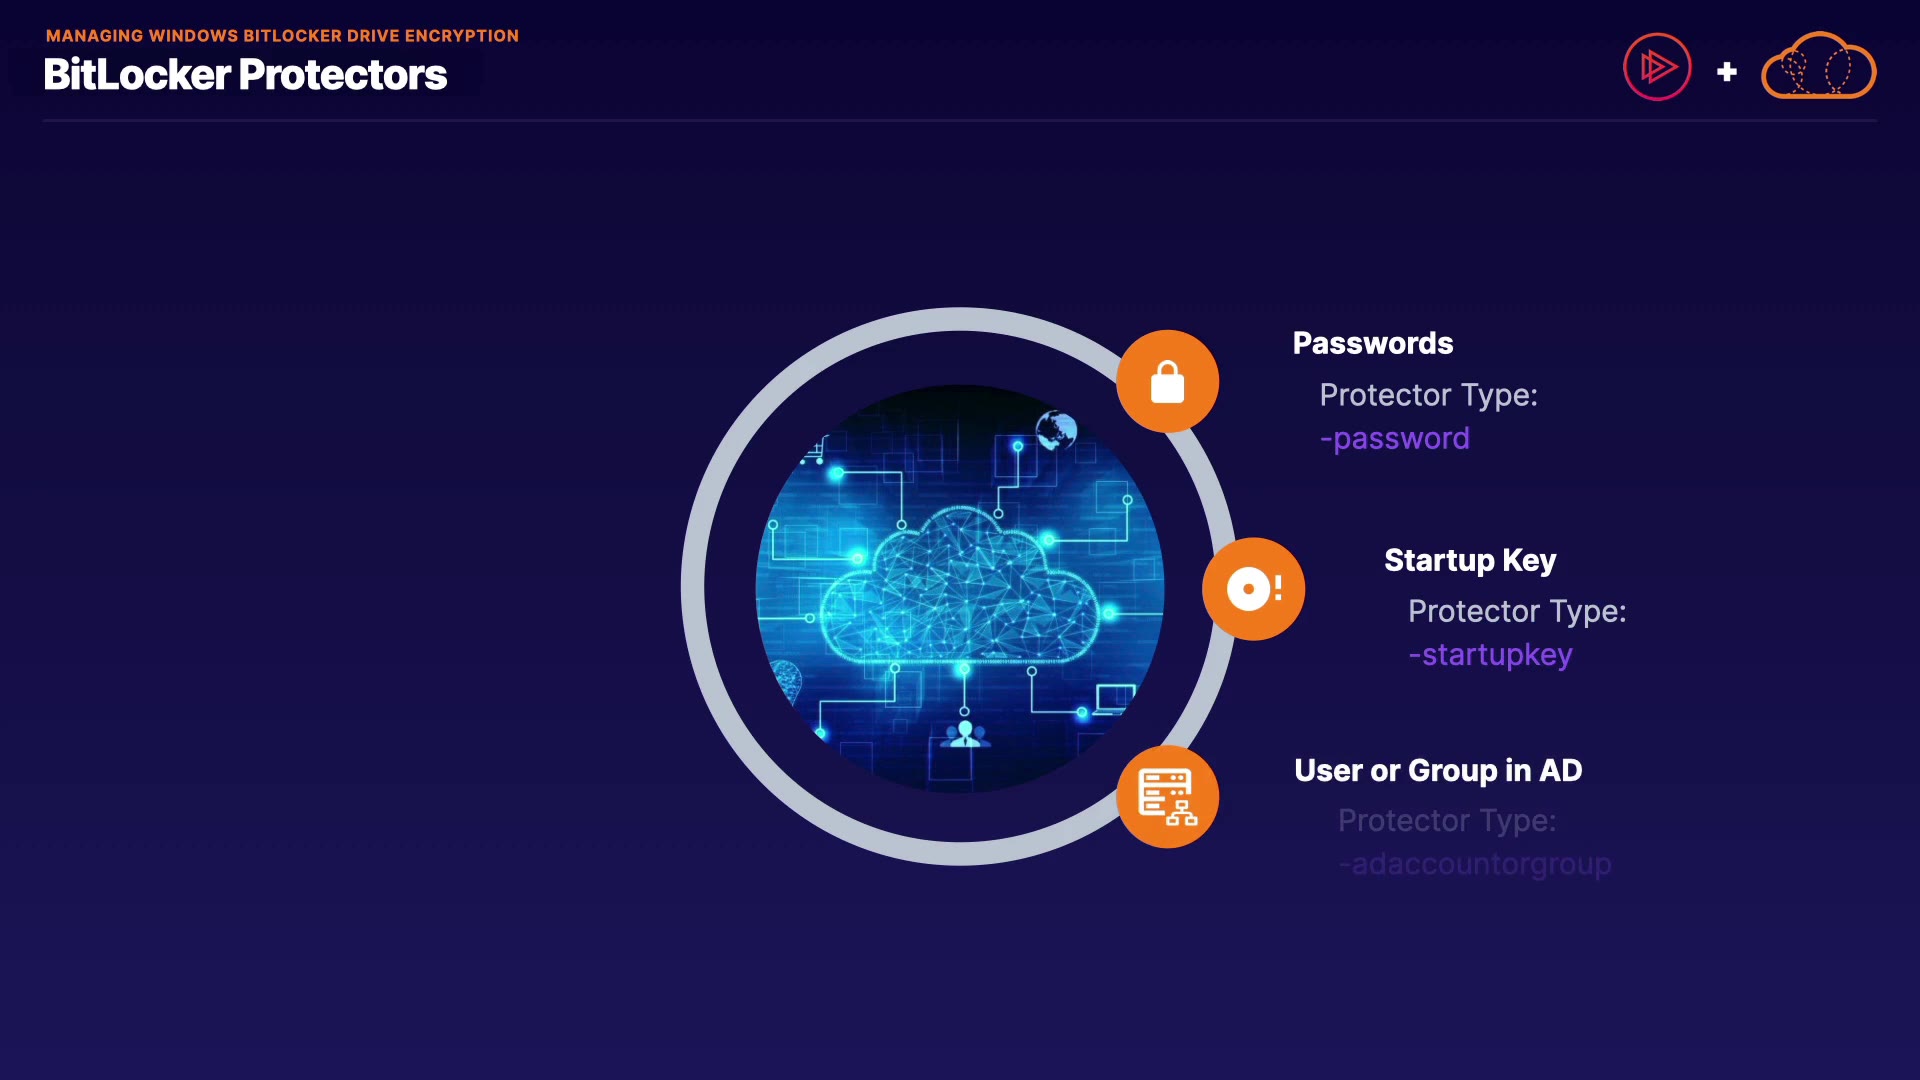 MANAGING WINDOWS BITLOCKER DRIVE ENCRYPTION
BitLocker Protectors
Passwords
Protector Type:
-password
Startup Key
Protector Type:
-startupkey
User or Group in AD
Protector Type:
-adaccountorgroup